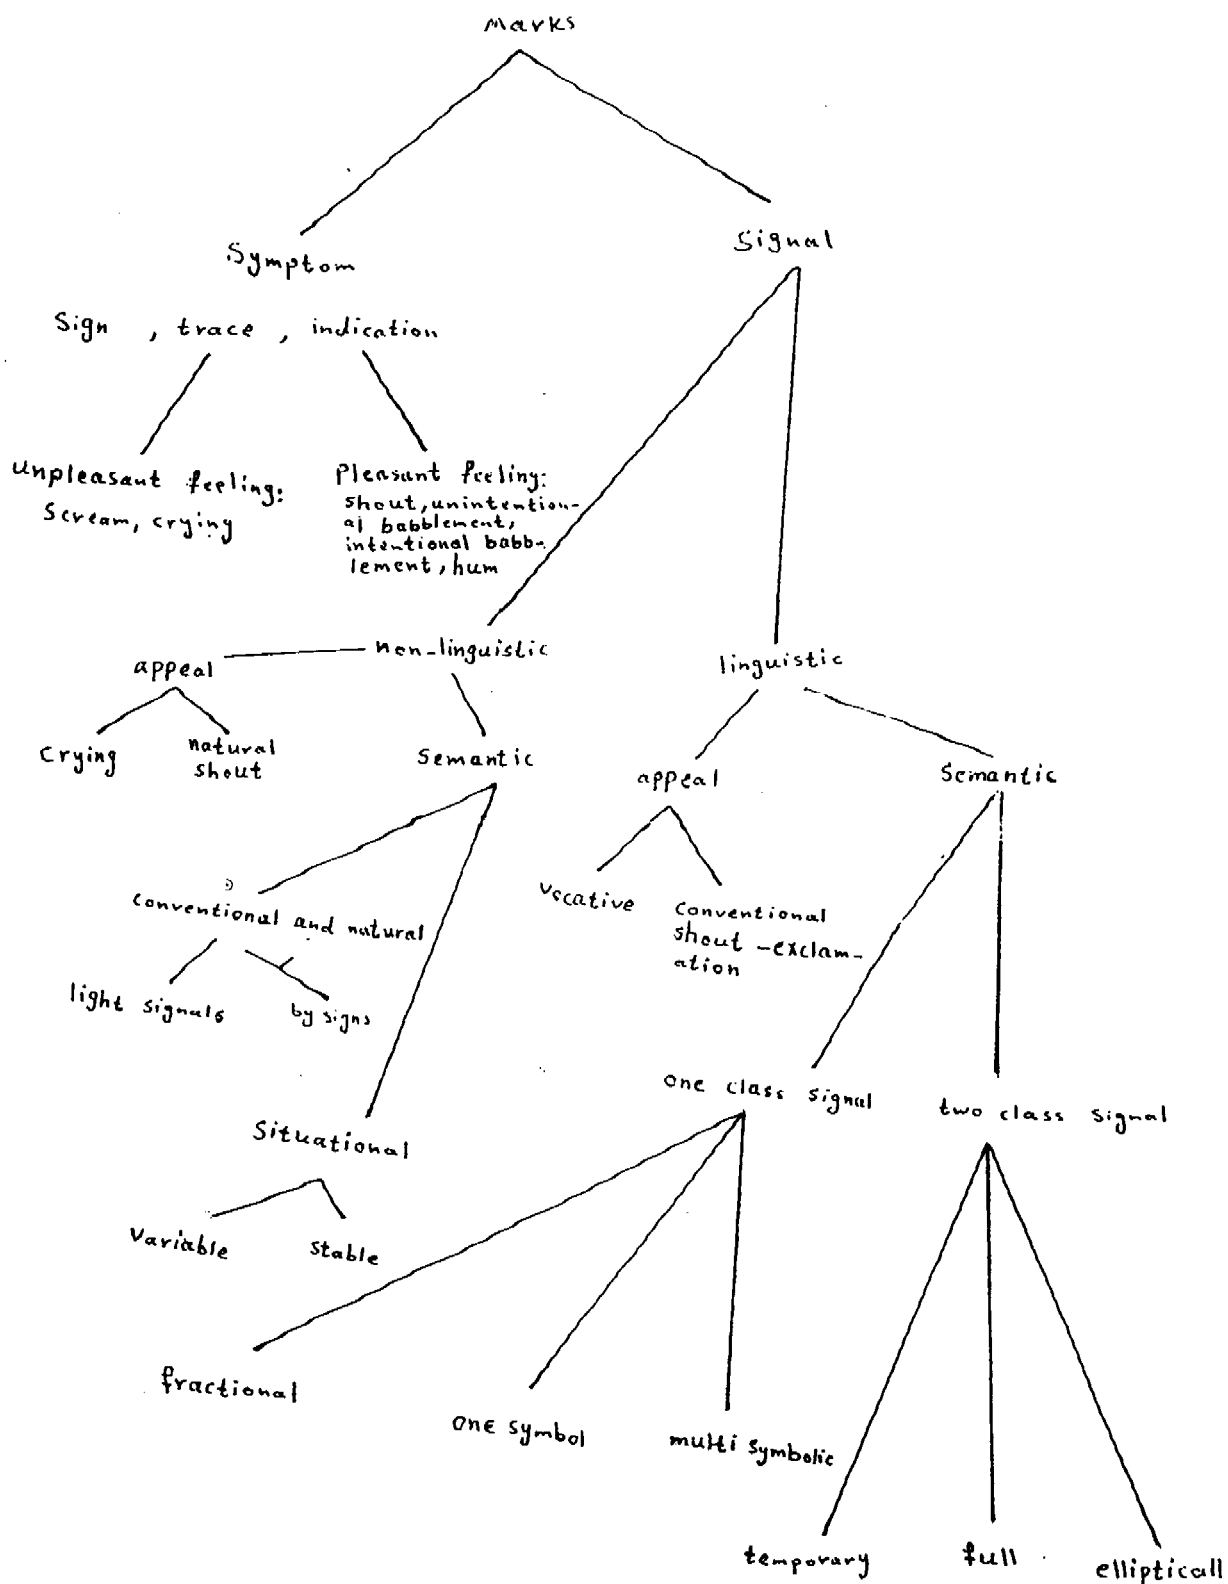 Marks
Symptom
Signal
Sign , trace , indication
unpleasant feeling:
Scream, crying
Pleasant feeling:
shout, unintention-
al babblement,
intentional babb-
lement, hum
non-linguistic
linguistic
appeal
Crying
natural
shout
Semantic
appeal
Semantic
Conventional and natural
light signals
by signs
Vocative
Conventional
shout -exclam-
ation
one class signal
two class signal
Situational
Variable
stable
fractional
one symbol
multi symbolic
temporary
full
ellipticall